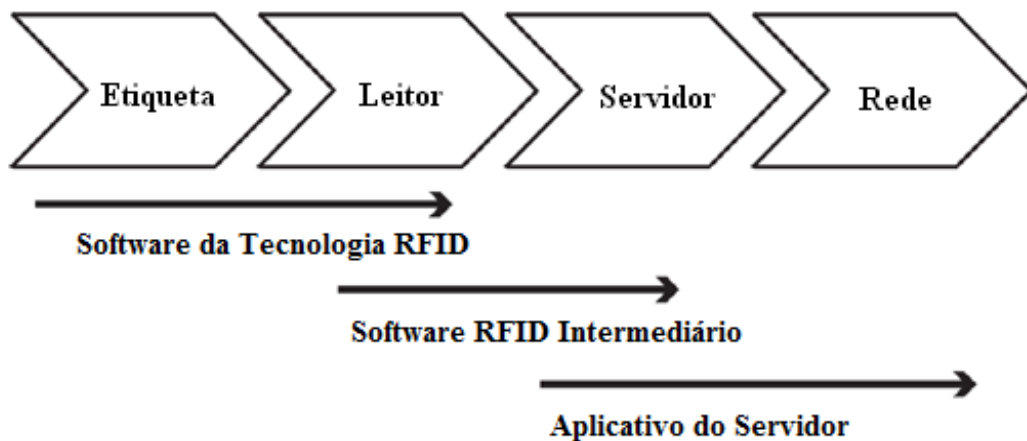 Etiqueta
Leitor
Servidor
Rede
Software da Tecnologia RFID
Software RFID Intermediário
Aplicativo do Servidor